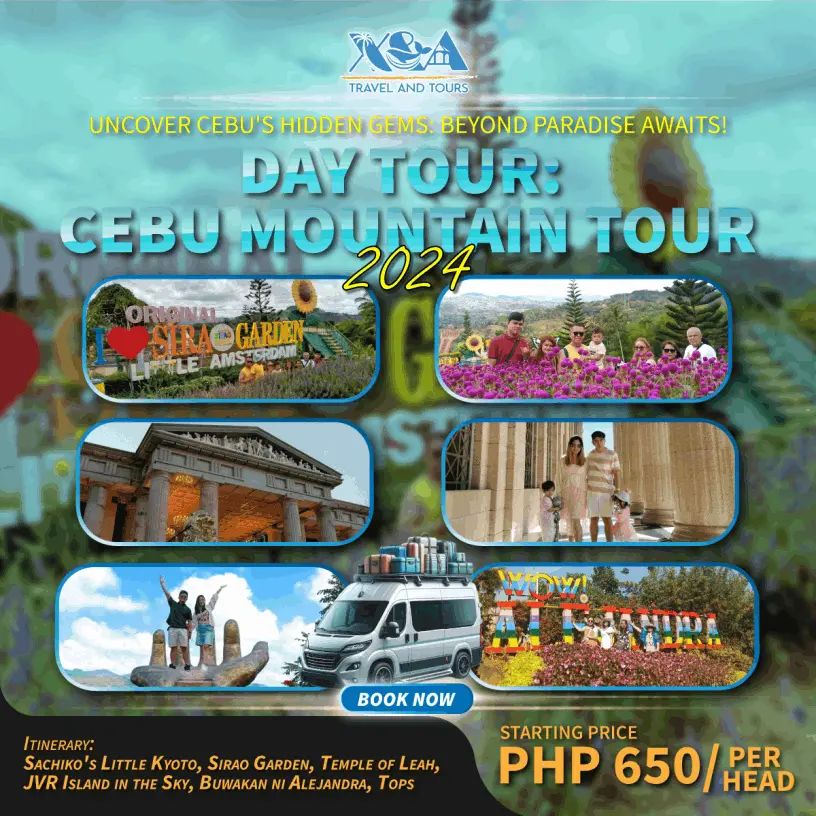 X&A
TRAVEL AND TOURS
UNCOVER CEBU'S HIDDEN GEMS: BEYOND PARADISE AWAITS!
DAY TOUR:
CEBU MOUNTAIN TOUR
2024
ORIGINAL
I SIRAO GARDEN
LITTLE AMSTERDAM
WOW!
BOOK NOW
ITINERARY:
SACHIKO'S LITTLE KYOTO, SIRAO GARDEN, TEMPLE OF LEAH,
JVR ISLAND IN THE SKY, BUWAKAN NI ALEJANDRA, TOPS
STARTING PRICE
PHP 650/PER HEAD